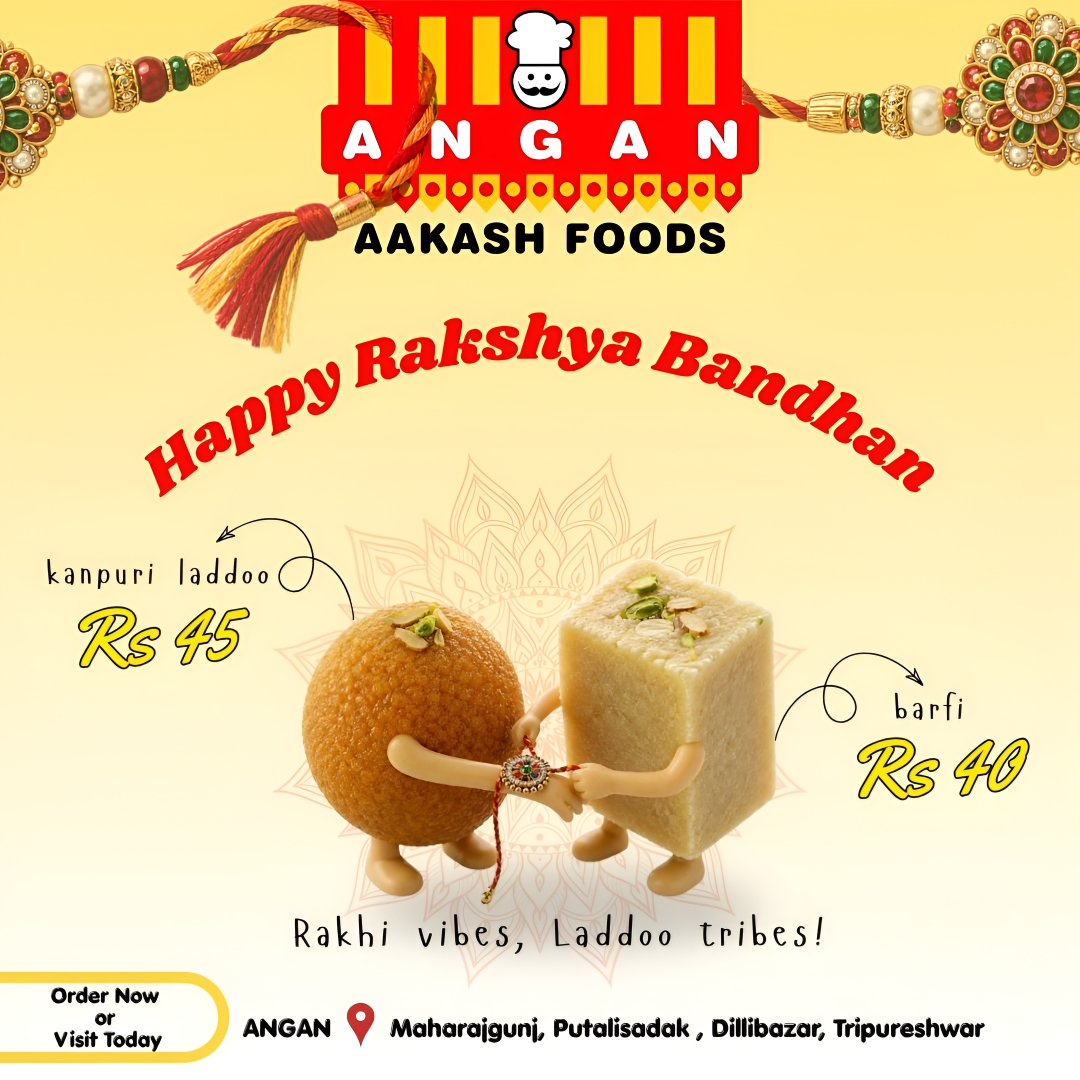 ANGAN
AAKASH FOODS
Happy Rakshya Bandhan
kanpuri laddoo
Rs 45
barfi
Rs 40
Rakhi vibes, Laddoo tribes!
Order Now
or
Visit Today
ANGAN Maharajgunj, Putalisadak , Dillibazar, Tripureshwar